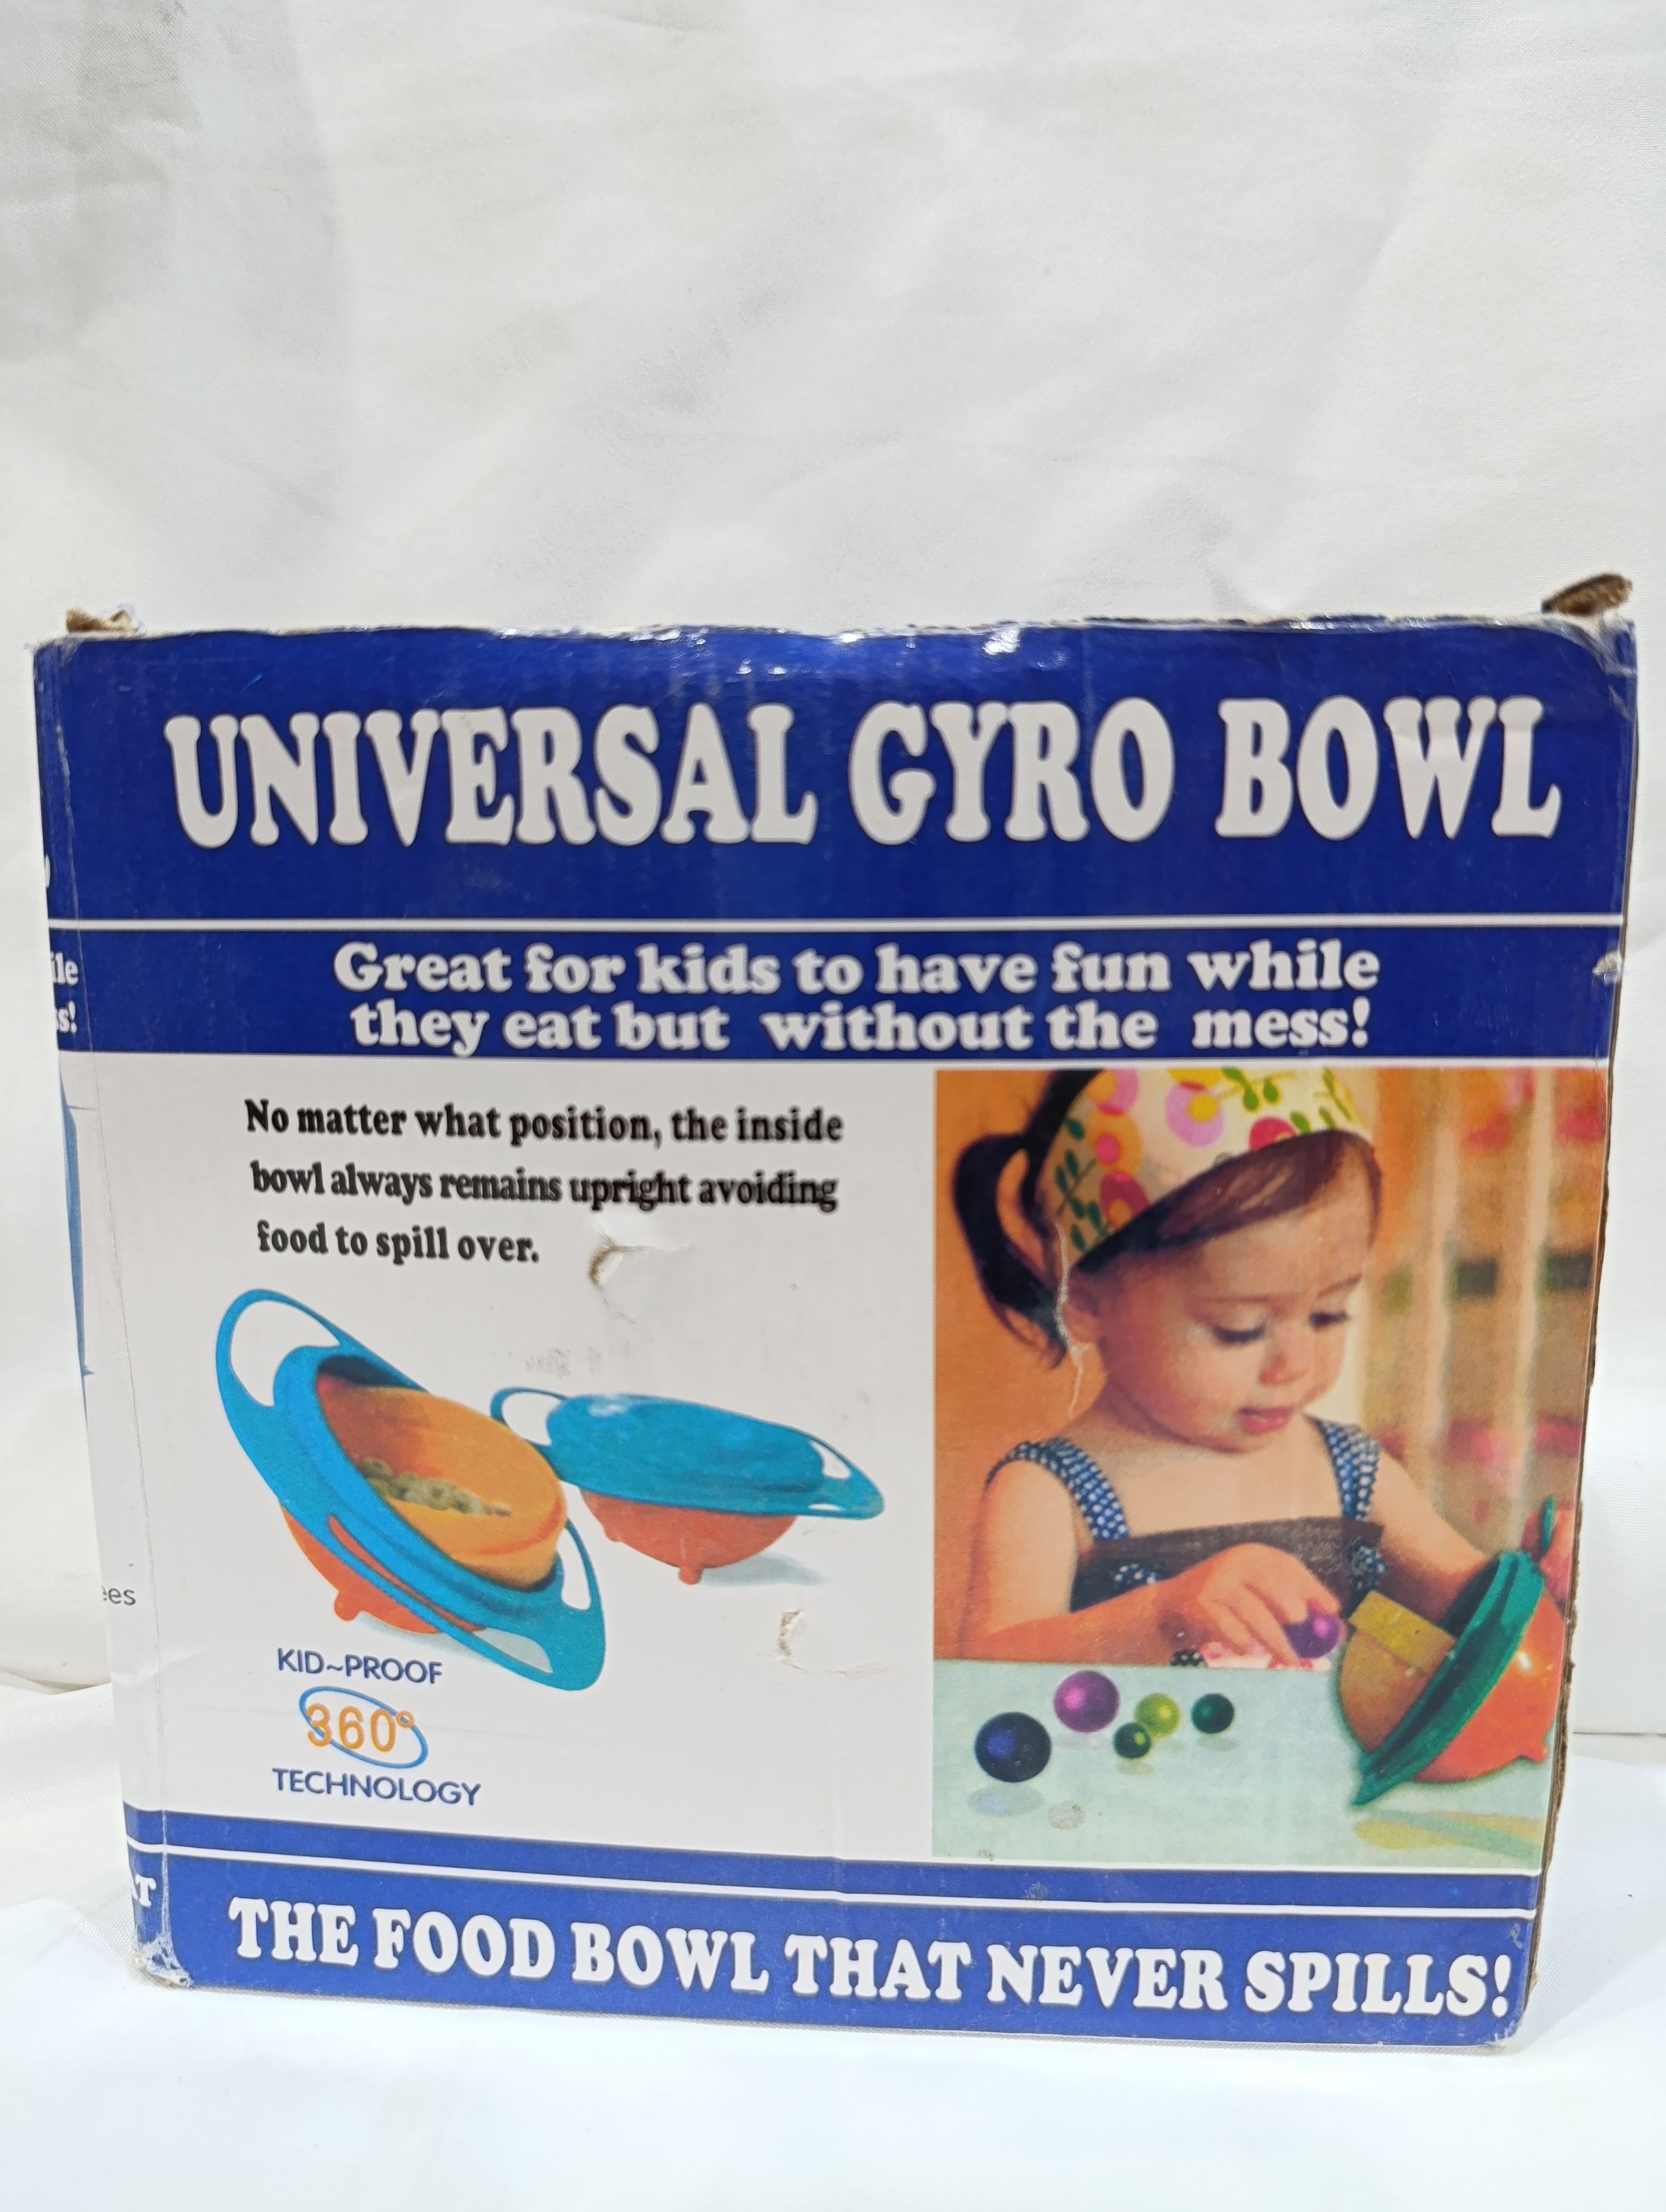 UNIVERSAL GYRO BOWL
Great for kids to have fun while
they eat but without the mess!
No matter what position, the inside
bowl always remains upright avoiding
food to spill over.
KID~PROOF
360°
TECHNOLOGY
THE FOOD BOWL THAT NEVER SPILLS!